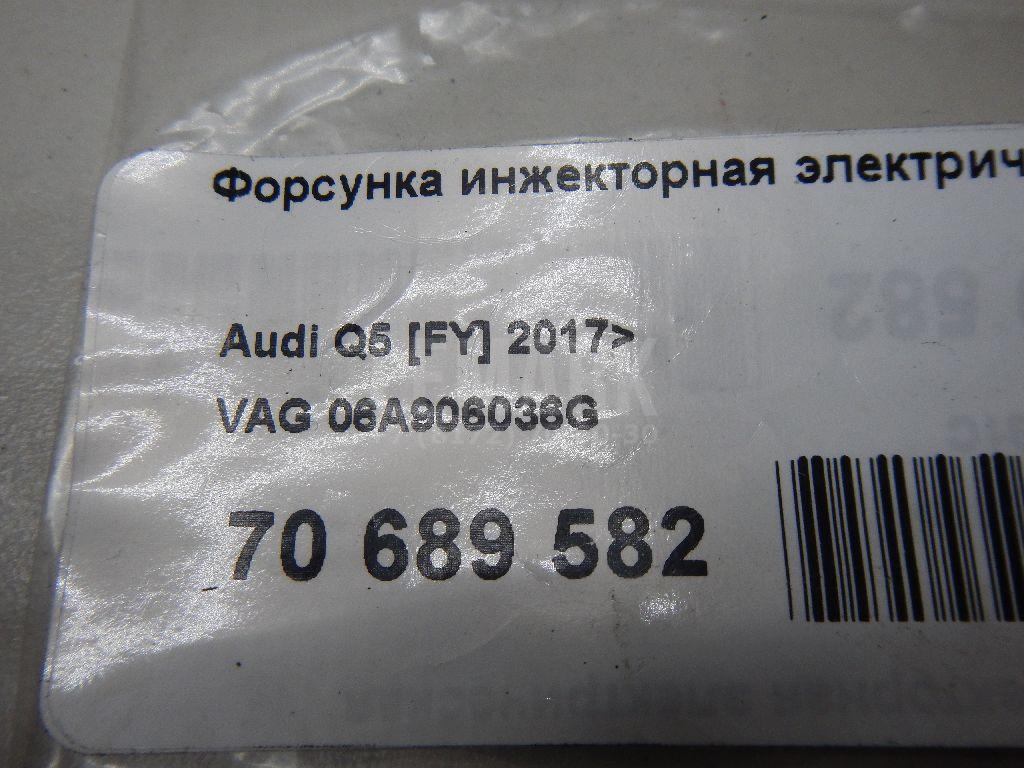 Форсунка инжекторная электрич
Audi Q5 [FY] 2017>
VAG 06A906036G
70 689 582